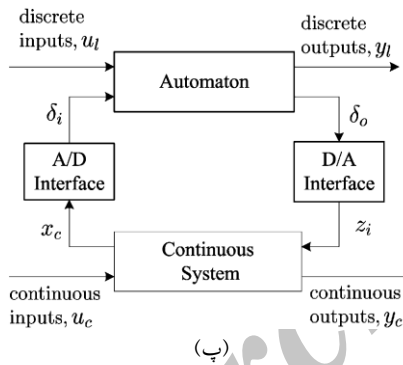 discrete
inputs, u_l
discrete
outputs, y_l
Automaton
δ_i
δ_o
A/D
Interface
D/A
Interface
x_c
z_i
Continuous
System
continuous
inputs, u_c
continuous
outputs, y_c
(پ)